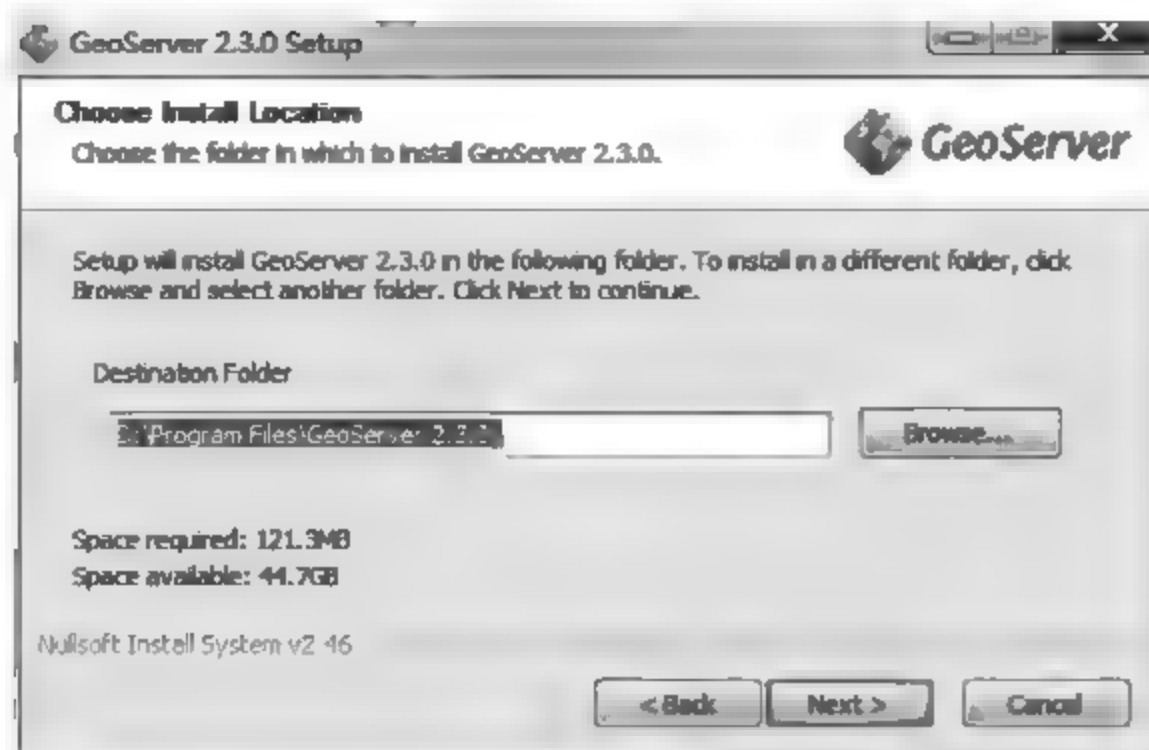 GeoServer 2.3.0 Setup
Choose Install Location
Choose the folder in which to install GeoServer 2.3.0.
GeoServer
Setup will install GeoServer 2.3.0 in the following folder. To install in a different folder, click
Browse and select another folder. Click Next to continue.
Destination Folder
\Program Files\GeoServer 2.3.0
Browse...
Space required: 121.3MB
Space available: 44.7GB
Nullsoft Install System v2.46
< Back
Next >
Cancel